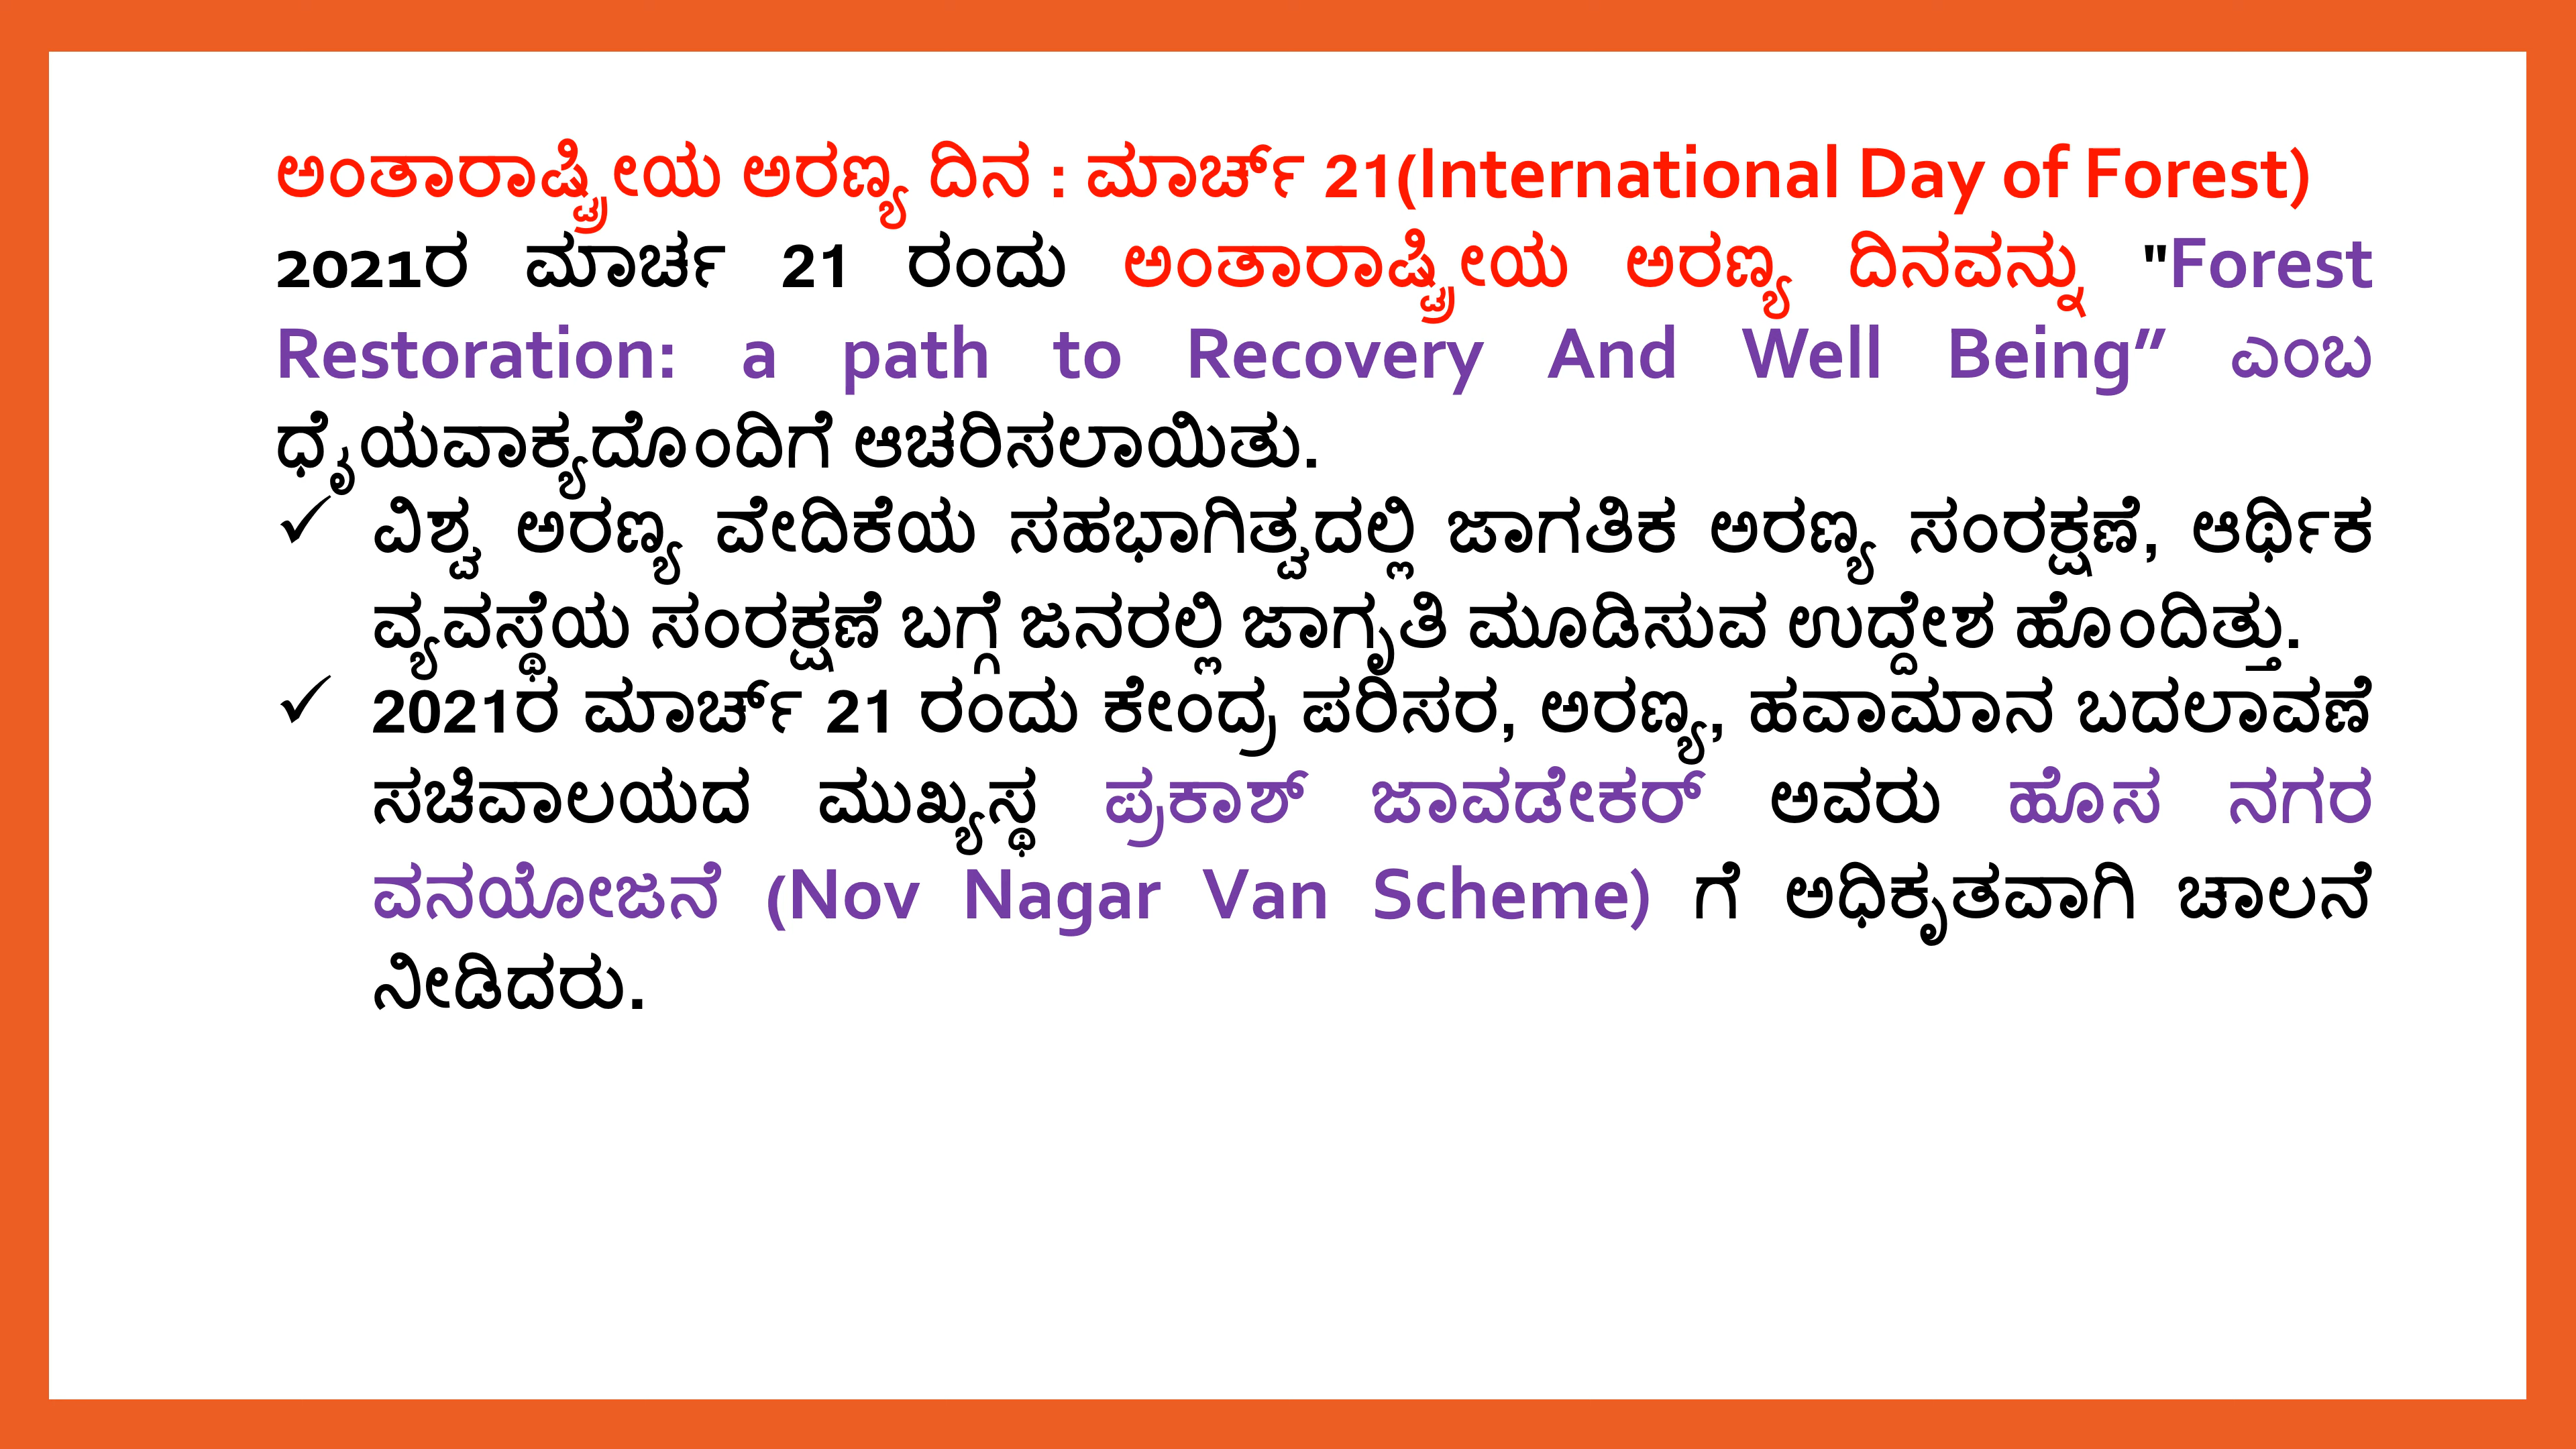 ಅಂತಾರಾಷ್ಟ್ರೀಯ ಅರಣ್ಯ ದಿನ : ಮಾರ್ಚ್ 21(International Day of Forest)
2021ರ ಮಾರ್ಚ 21 ರಂದು ಅಂತಾರಾಷ್ಟ್ರೀಯ ಅರಣ್ಯ ದಿನವನ್ನು "Forest
Restoration: a path to Recovery And Well Being” ಎಂಬ
ಧೈಯವಾಕ್ಯದೊಂದಿಗೆ ಆಚರಿಸಲಾಯಿತು.
✓ ವಿಶ್ವ ಅರಣ್ಯ ವೇದಿಕೆಯ ಸಹಭಾಗಿತ್ವದಲ್ಲಿ ಜಾಗತಿಕ ಅರಣ್ಯ ಸಂರಕ್ಷಣೆ, ಆರ್ಥಿಕ
ವ್ಯವಸ್ಥೆಯ ಸಂರಕ್ಷಣೆ ಬಗ್ಗೆ ಜನರಲ್ಲಿ ಜಾಗೃತಿ ಮೂಡಿಸುವ ಉದ್ದೇಶ ಹೊಂದಿತ್ತು.
✓ 2021ರ ಮಾರ್ಚ್ 21 ರಂದು ಕೇಂದ್ರ ಪರಿಸರ, ಅರಣ್ಯ, ಹವಾಮಾನ ಬದಲಾವಣೆ
ಸಚಿವಾಲಯದ ಮುಖ್ಯಸ್ಥ ಪ್ರಕಾಶ್ ಜಾವಡೇಕರ್ ಅವರು ಹೊಸ ನಗರ
ವನಯೋಜನೆ (Nov Nagar Van Scheme) ಗೆ ಅಧಿಕೃತವಾಗಿ ಚಾಲನೆ
ನೀಡಿದರು.